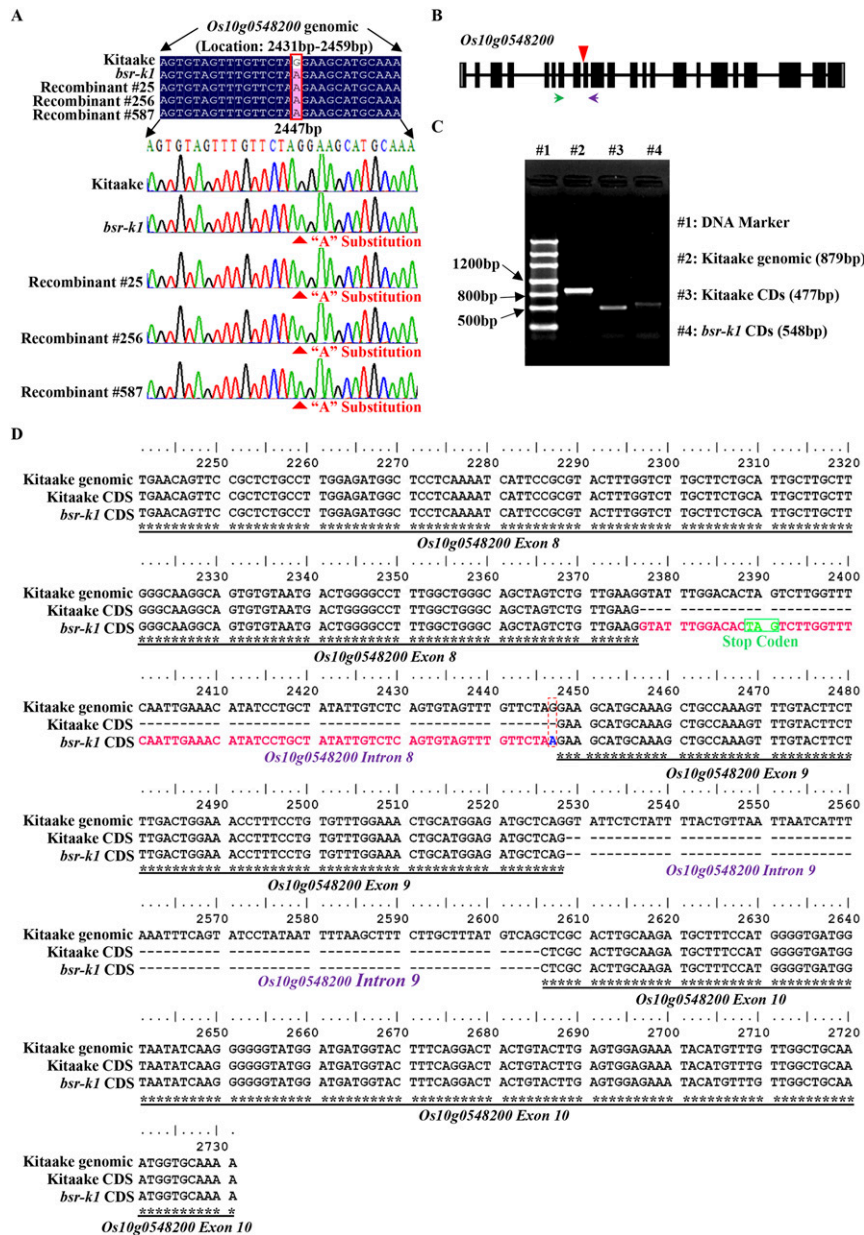 A
Os10g0548200 genomic
(Location: 2431bp-2459bp)
Kitaake AGTGTAGTTTGTTCTAGGAAGCATGCAAA
bsr-k1 AGTGTAGTTTGTTCTAAGAAGCATGCAAA
Recombinant #25 AGTGTAGTTTGTTCTAAGAAGCATGCAAA
Recombinant #256 AGTGTAGTTTGTTCTAAGAAGCATGCAAA
Recombinant #587 AGTGTAGTTTGTTCTAAGAAGCATGCAAA
2447bp
AGTGTAGTTTGTTCTAGGAAGCATGCAAA
Kitaake
bsr-k1
"A" Substitution
Recombinant #25
"A" Substitution
Recombinant #256
"A" Substitution
Recombinant #587
"A" Substitution
B
Os10g0548200
C
#1 #2 #3 #4
1200bp
800bp
500bp
#1: DNA Marker
#2: Kitaake genomic (879bp)
#3: Kitaake CDs (477bp)
#4: bsr-k1 CDs (548bp)
D
2250 2260 2270 2280 2290 2300 2310 2320
Kitaake genomic TGAACAGTTC CGCTCTGCCT TGGAGATGGC TCCTCAAAAT CATTCCGCGT ACTTTGGTCT TGCTTCTGCA TTGCTTGCTT
Kitaake CDS TGAACAGTTC CGCTCTGCCT TGGAGATGGC TCCTCAAAAT CATTCCGCGT ACTTTGGTCT TGCTTCTGCA TTGCTTGCTT
bsr-k1 CDS TGAACAGTTC CGCTCTGCCT TGGAGATGGC TCCTCAAAAT CATTCCGCGT ACTTTGGTCT TGCTTCTGCA TTGCTTGCTT
********** ********** ********** ********** ********** ********** ********** **********
Os10g0548200 Exon 8
2330 2340 2350 2360 2370 2380 2390 2400
Kitaake genomic GGGCAAGGCA GTGTGTAATG ACTGGGGCCT TTGGCTGGGC AGCTAGTCTG TTGAAGGTAT TTGGACACTA GTCTTGGTTT
Kitaake CDS GGGCAAGGCA GTGTGTAATG ACTGGGGCCT TTGGCTGGGC AGCTAGTCTG TTGAAG---- ---------- ----------
bsr-k1 CDS GGGCAAGGCA GTGTGTAATG ACTGGGGCCT TTGGCTGGGC AGCTAGTCTG TTGAAGGTAT TTGGACACTA GTCTTGGTTT
********** ********** ********** ********** ********** ******
Stop Coden
Os10g0548200 Exon 8
2410 2420 2430 2440 2450 2460 2470 2480
Kitaake genomic CAATTGAAAC ATATCCTGCT ATATTGTCTC AGTGTAGTTT GTTCTAGGAA GCATGCAAAG CTGCCAAAGT TTGTACTTCT
Kitaake CDS ---------- ---------- ---------- ---------- -------GAA GCATGCAAAG CTGCCAAAGT TTGTACTTCT
bsr-k1 CDS CAATTGAAAC ATATCCTGCT ATATTGTCTC AGTGTAGTTT GTTCTAAGAA GCATGCAAAG CTGCCAAAGT TTGTACTTCT
*** ********** ********** **********
Os10g0548200 Intron 8 Os10g0548200 Exon 9
2490 2500 2510 2520 2530 2540 2550 2560
Kitaake genomic TTGACTGGAA ACCTTTCCTG TGTTTGGAAA CTGCATGGAG ATGCTCAGGT ATTCTCTATT TTACTGTTAA TTAATCATTT
Kitaake CDS TTGACTGGAA ACCTTTCCTG TGTTTGGAAA CTGCATGGAG ATGCTCAG-- ---------- ---------- ----------
bsr-k1 CDS TTGACTGGAA ACCTTTCCTG TGTTTGGAAA CTGCATGGAG ATGCTCAG-- ---------- ---------- ----------
********** ********** ********** ********** ********
Os10g0548200 Exon 9 Os10g0548200 Intron 9
2570 2580 2590 2600 2610 2620 2630 2640
Kitaake genomic AAATTTCAGT ATCCTATAAT TTTAAGCTTT CTTGCTTTAT GTCAGCTCGC ACTTGCAAGA TGCTTTCCAT GGGGTGATGG
Kitaake CDS ---------- ---------- ---------- ---------- -----CTCGC ACTTGCAAGA TGCTTTCCAT GGGGTGATGG
bsr-k1 CDS ---------- ---------- ---------- ---------- -----CTCGC ACTTGCAAGA TGCTTTCCAT GGGGTGATGG
***** ********** ********** **********
Os10g0548200 Intron 9 Os10g0548200 Exon 10
2650 2660 2670 2680 2690 2700 2710 2720
Kitaake genomic TAATATCAAG GGGGGTATGG ATGATGGTAC TTTCAGGACT ACTGTACTTG AGTGGAGAAA TACATGTTTG TTGGCTGCAA
Kitaake CDS TAATATCAAG GGGGGTATGG ATGATGGTAC TTTCAGGACT ACTGTACTTG AGTGGAGAAA TACATGTTTG TTGGCTGCAA
bsr-k1 CDS TAATATCAAG GGGGGTATGG ATGATGGTAC TTTCAGGACT ACTGTACTTG AGTGGAGAAA TACATGTTTG TTGGCTGCAA
********** ********** ********** ********** ********** ********** ********** **********
Os10g0548200 Exon 10
2730
Kitaake genomic ATGGTGCAAA A
Kitaake CDS ATGGTGCAAA A
bsr-k1 CDS ATGGTGCAAA A
********** *
Os10g0548200 Exon 10